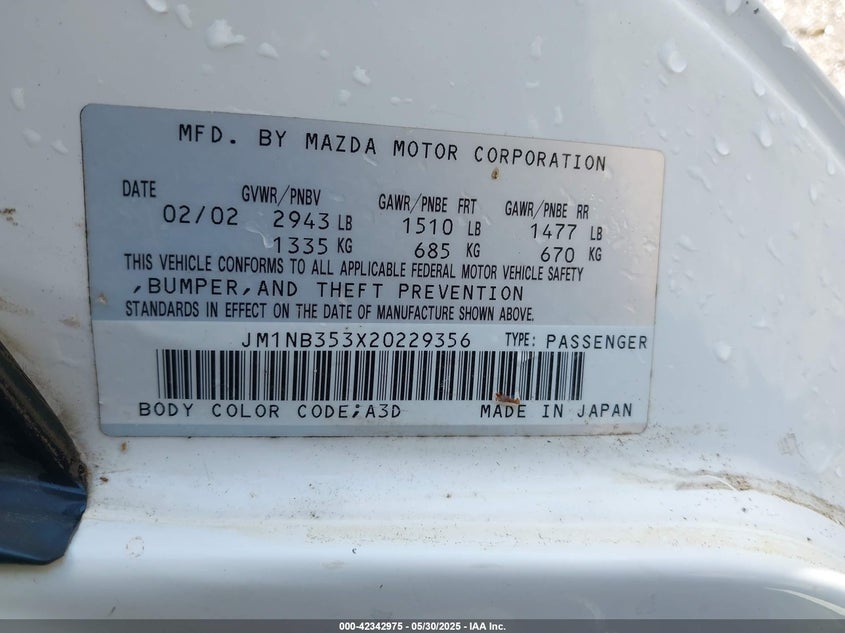 MFD. BY MAZDA MOTOR CORPORATION
DATE GVWR/PNBV GAWR/PNBE FRT GAWR/PNBE RR
02/02 2943 LB 1510 LB 1477 LB
1335 KG 685 KG 670 KG
THIS VEHICLE CONFORMS TO ALL APPLICABLE FEDERAL MOTOR VEHICLE SAFETY
,BUMPER,AND THEFT PREVENTION
STANDARDS IN EFFECT ON THE DATE OF MANUFACTURE SHOWN ABOVE.
JM1NB353X20229356 TYPE: PASSENGER
BODY COLOR CODE;A3D MADE IN JAPAN
000-42342975 — 05/30/2025 — IAA Inc.